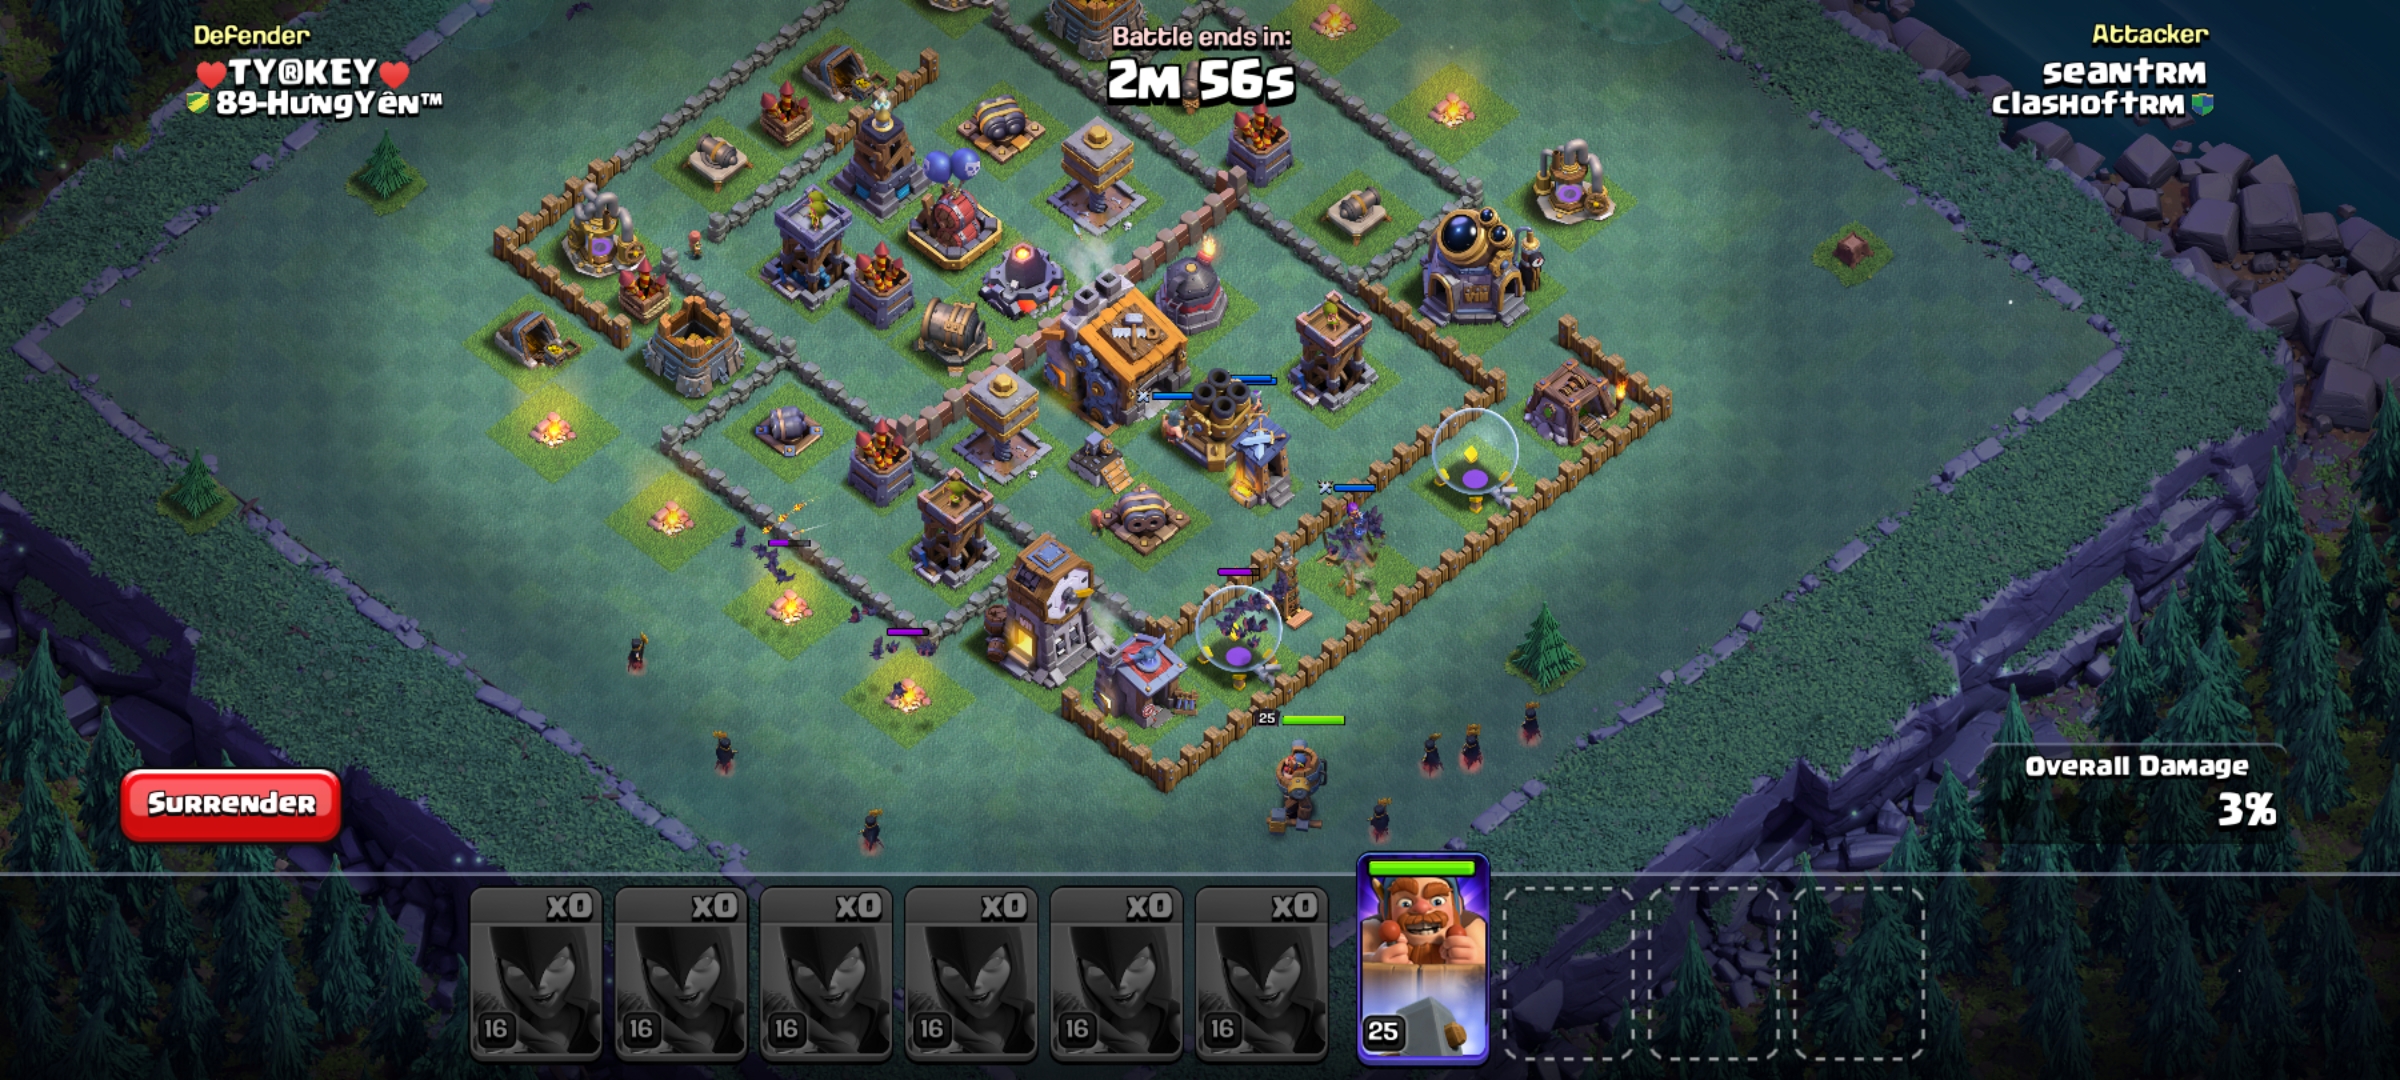 Defender
❤️TY®KEY❤️
89-HưngYên™
Battle ends in:
2M 56s
Attacker
seantRM
clashoftRM
25
Surrender
Overall Damage
3%
x0 x0 x0 x0 x0 x0
16 16 16 16 16 16 25